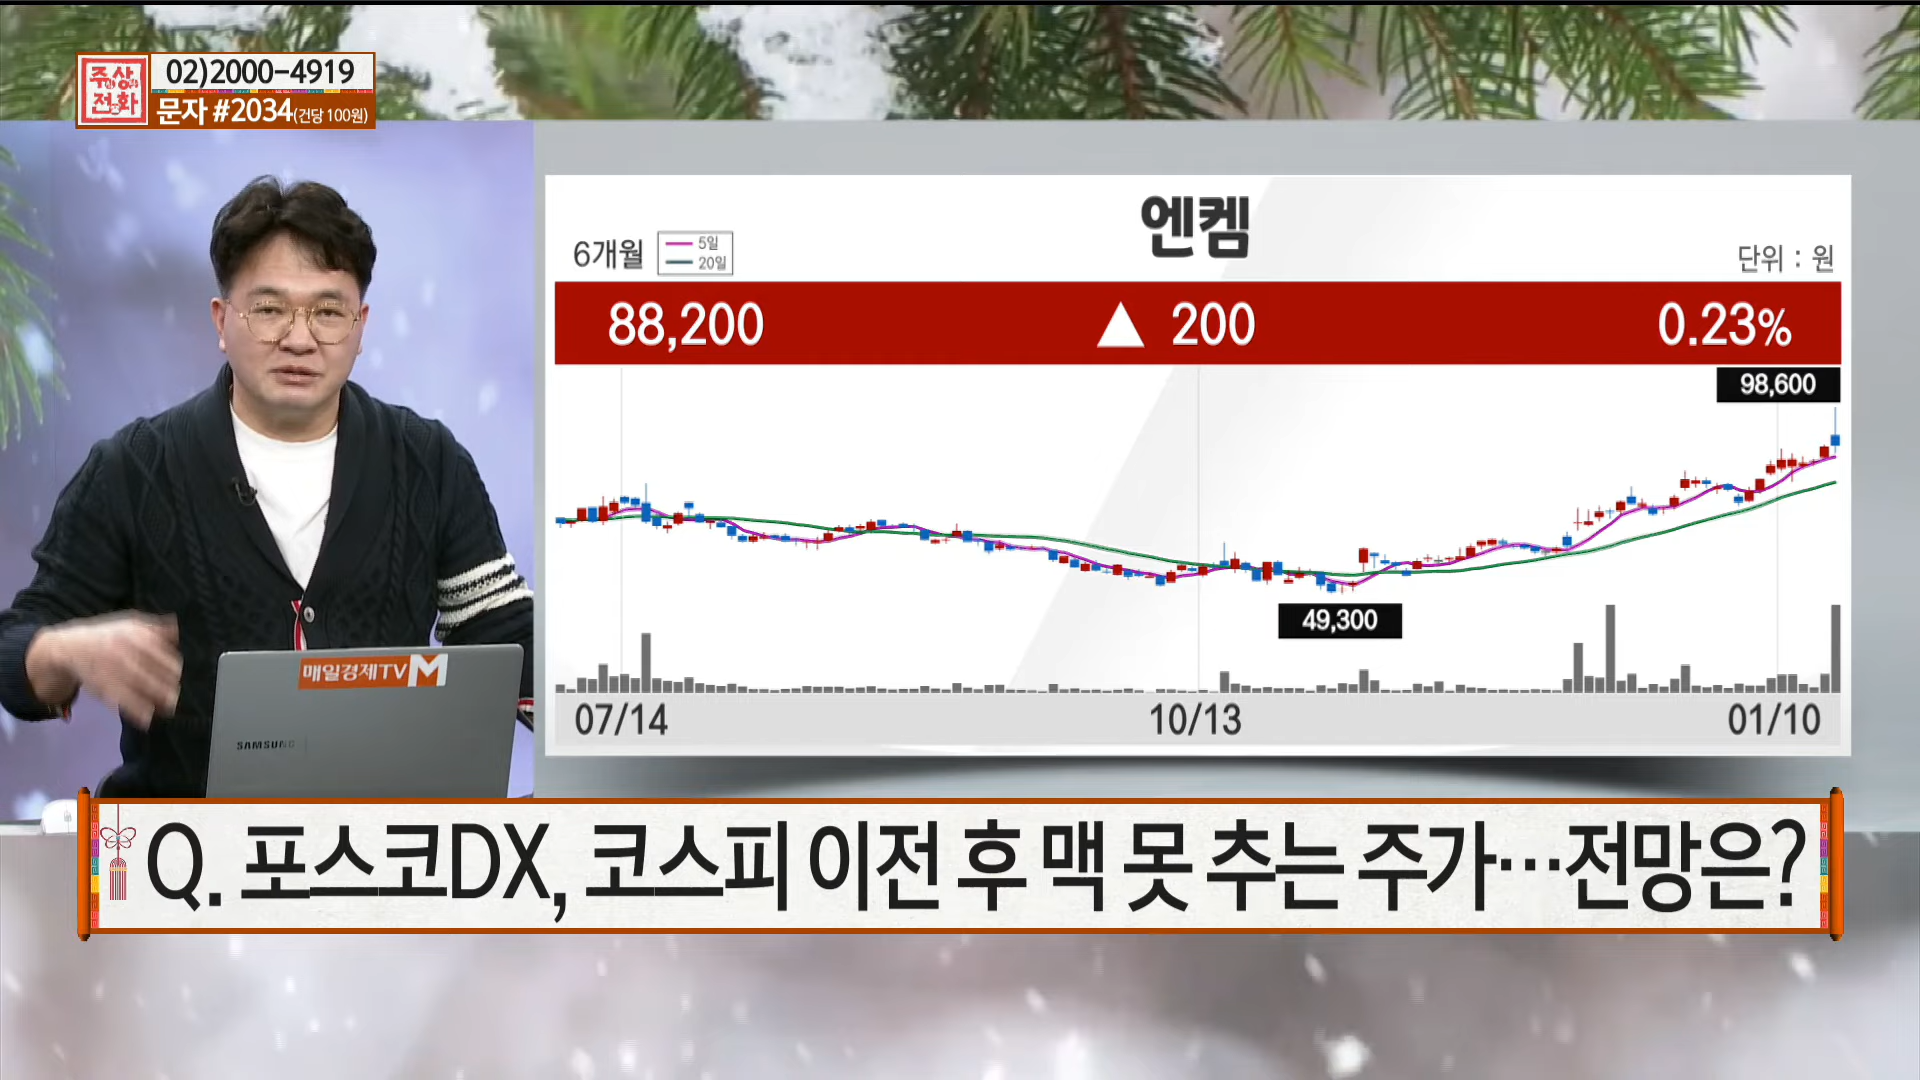 주상전화
02)2000-4919
문자 #2034(건당 100원)
엔켐
6개월
5일
20일
단위 : 원
88,200 ▲ 200 0.23%
98,600
49,300
07/14 10/13 01/10
매일경제TV M
SAMSUNG
Q. 포스코DX, 코스피 이전 후 맥 못 추는 주가…전망은?